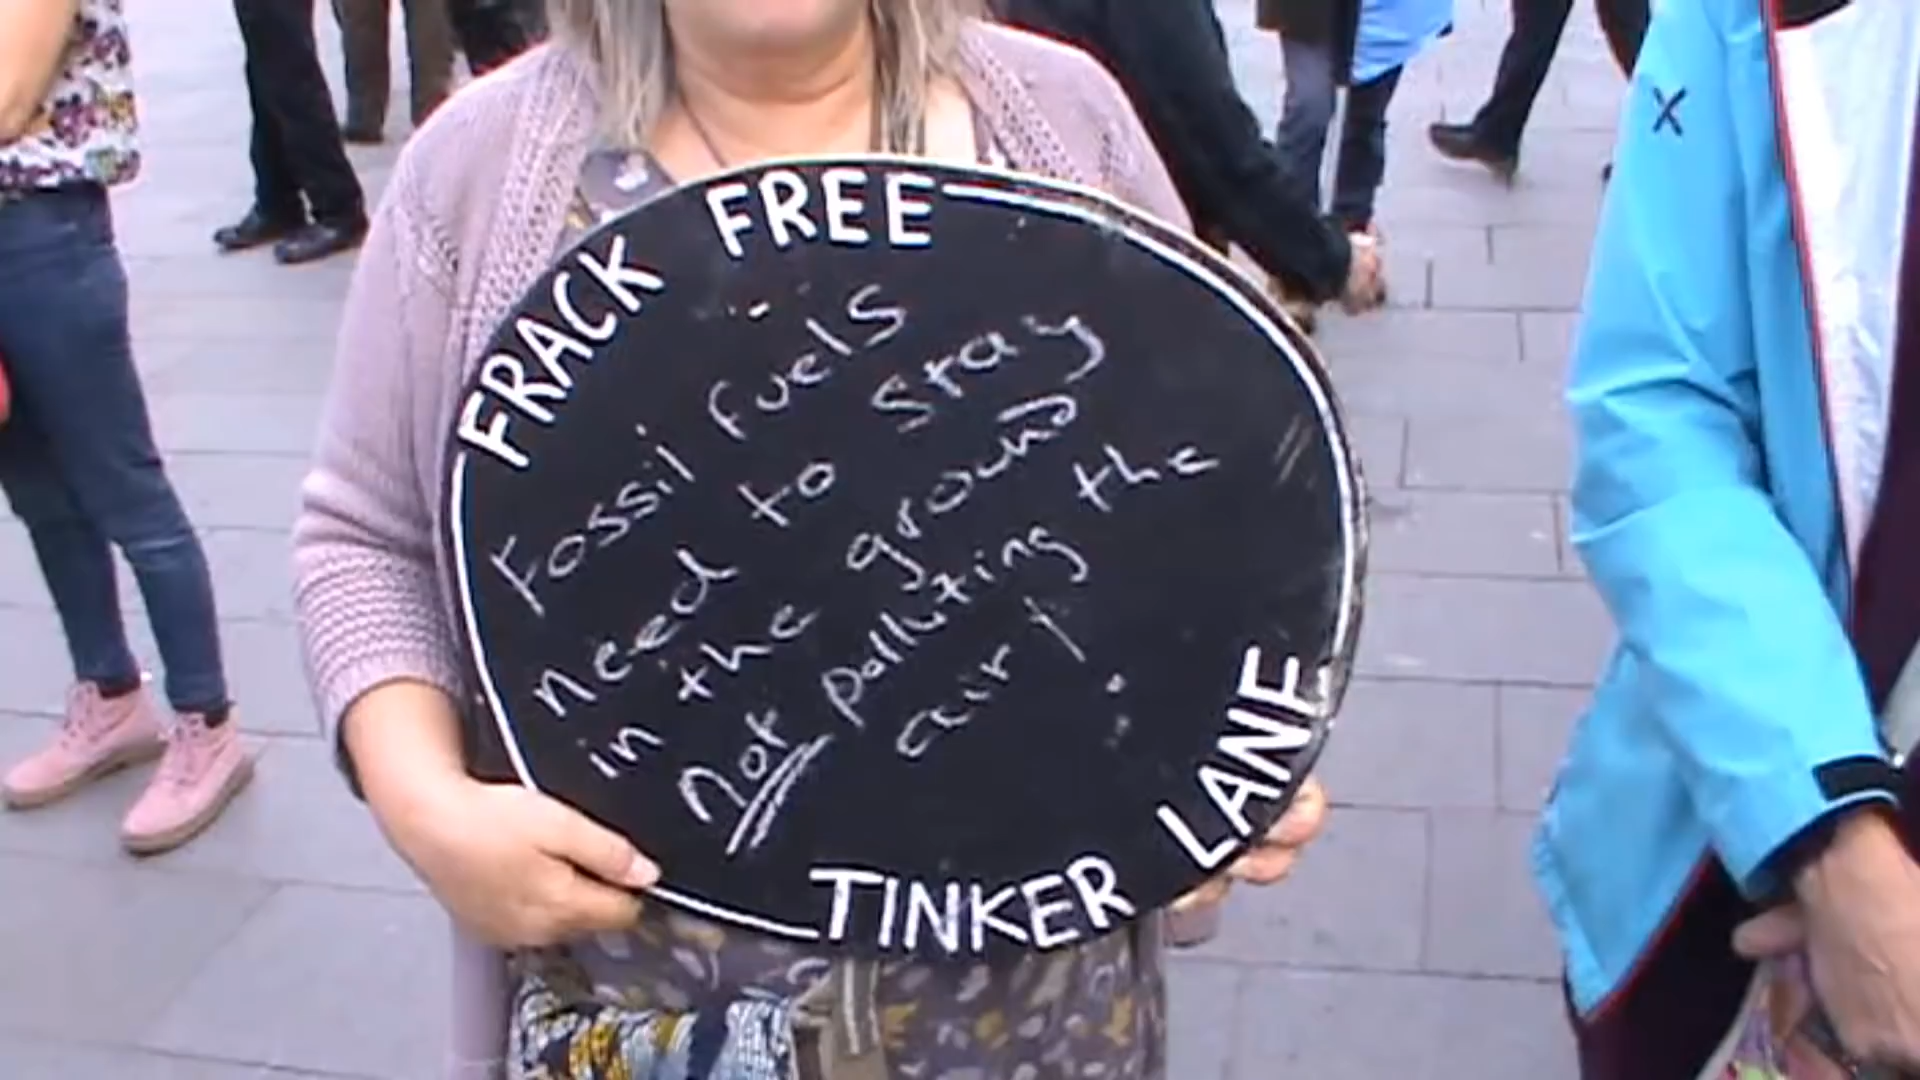 FRACK FREE
Fossil fuels
need to stay
in the ground
not polluting the
air!
TINKER LANE